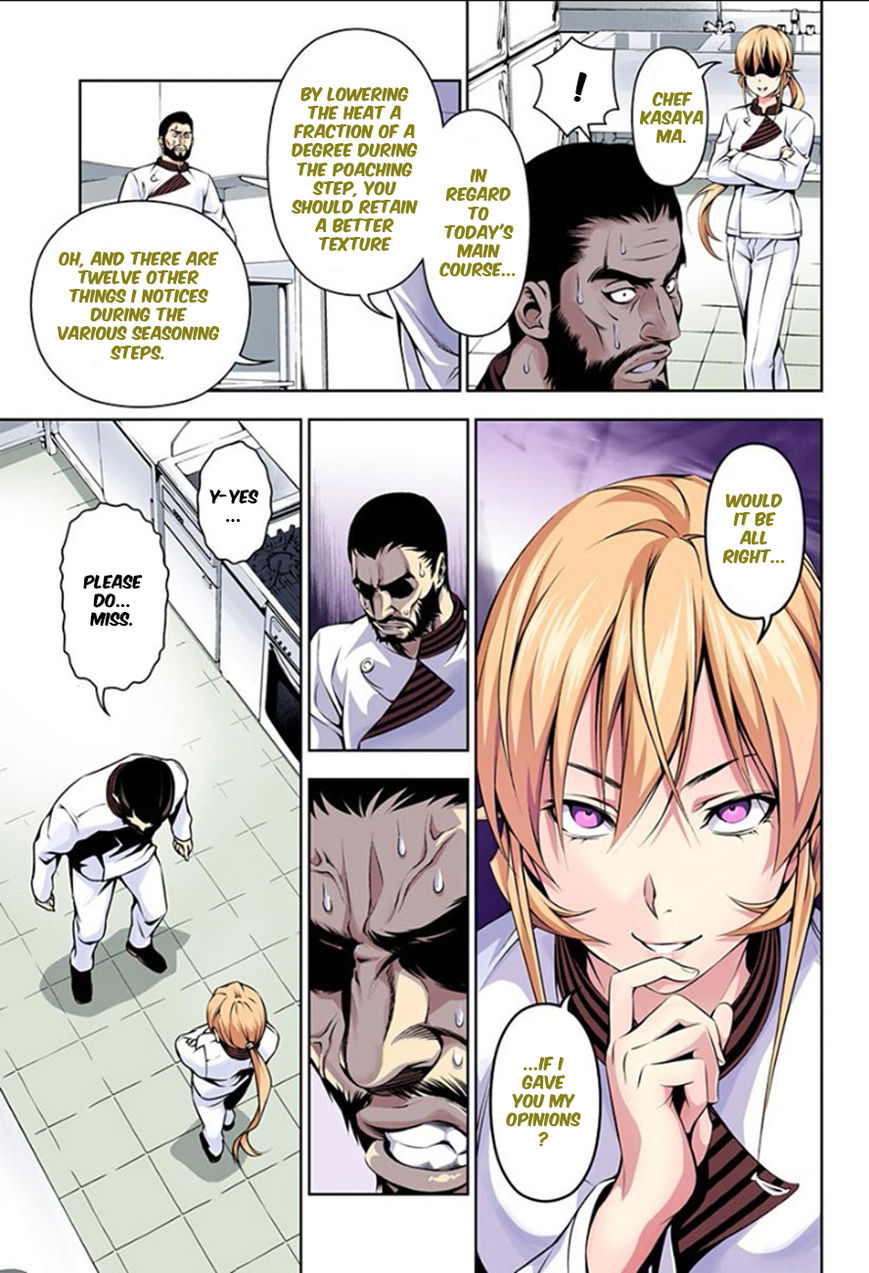 CHEF
KASAYA
MA.
!
IN
REGARD
TO
TODAY'S
MAIN
COURSE...
BY LOWERING
THE HEAT A
FRACTION OF A
DEGREE DURING
THE POACHING
STEP, YOU
SHOULD RETAIN
A BETTER
TEXTURE
OH, AND THERE ARE
TWELVE OTHER
THINGS I NOTICES
DURING THE
VARIOUS SEASONING
STEPS.
WOULD
IT BE
ALL
RIGHT...
...IF I
GAVE
YOU MY
OPINIONS
?
Y-YES
...
PLEASE
DO...
MISS.